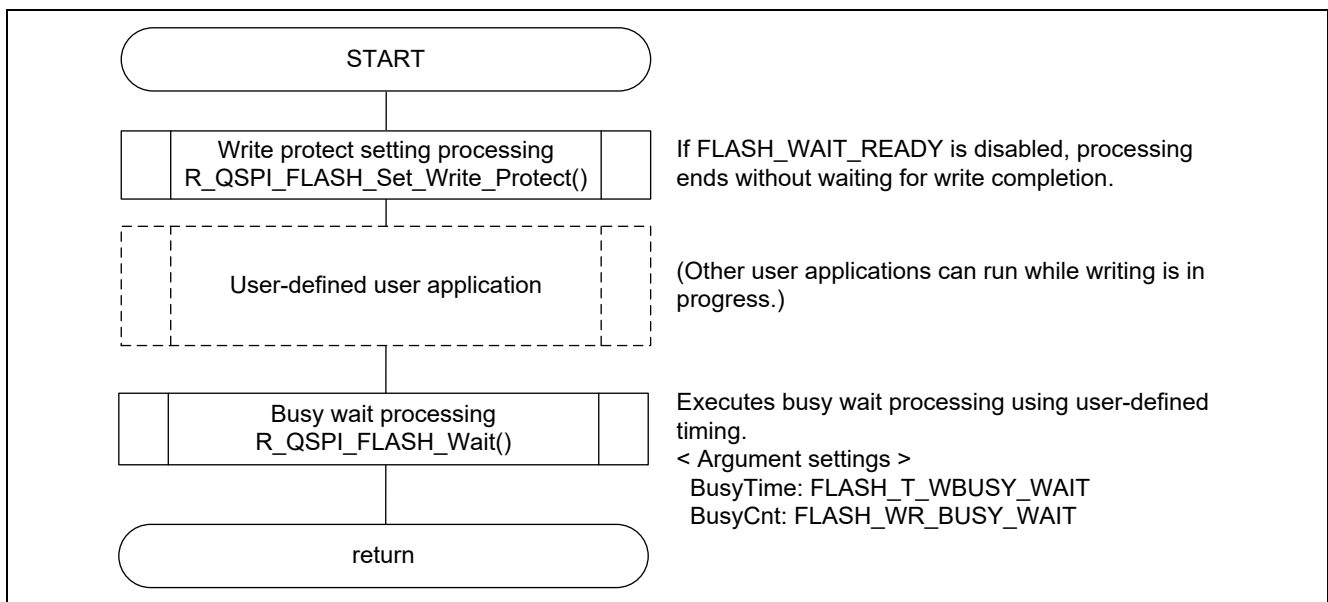 START
Write protect setting processing
R_QSPI_FLASH_Set_Write_Protect()
If FLASH_WAIT_READY is disabled, processing
ends without waiting for write completion.
User-defined user application
(Other user applications can run while writing is in
progress.)
Busy wait processing
R_QSPI_FLASH_Wait()
Executes busy wait processing using user-defined
timing.
< Argument settings >
BusyTime: FLASH_T_WBUSY_WAIT
BusyCnt: FLASH_WR_BUSY_WAIT
return